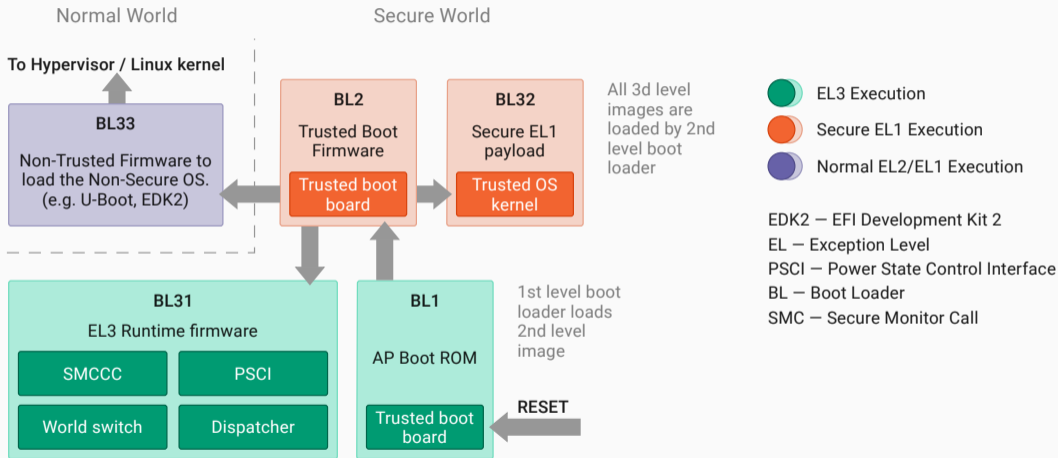 Normal World
Secure World
To Hypervisor / Linux kernel
BL33
Non-Trusted Firmware to
load the Non-Secure OS.
(e.g. U-Boot, EDK2)
BL2
Trusted Boot
Firmware
Trusted boot
board
BL32
Secure EL1
payload
Trusted OS
kernel
All 3d level
images are
loaded by 2nd
level boot
loader
BL31
EL3 Runtime firmware
SMCCC
PSCI
World switch
Dispatcher
BL1
AP Boot ROM
Trusted boot
board
1st level boot
loader loads
2nd level
image
RESET
EL3 Execution
Secure EL1 Execution
Normal EL2/EL1 Execution
EDK2 — EFI Development Kit 2
EL — Exception Level
PSCI — Power State Control Interface
BL — Boot Loader
SMC — Secure Monitor Call